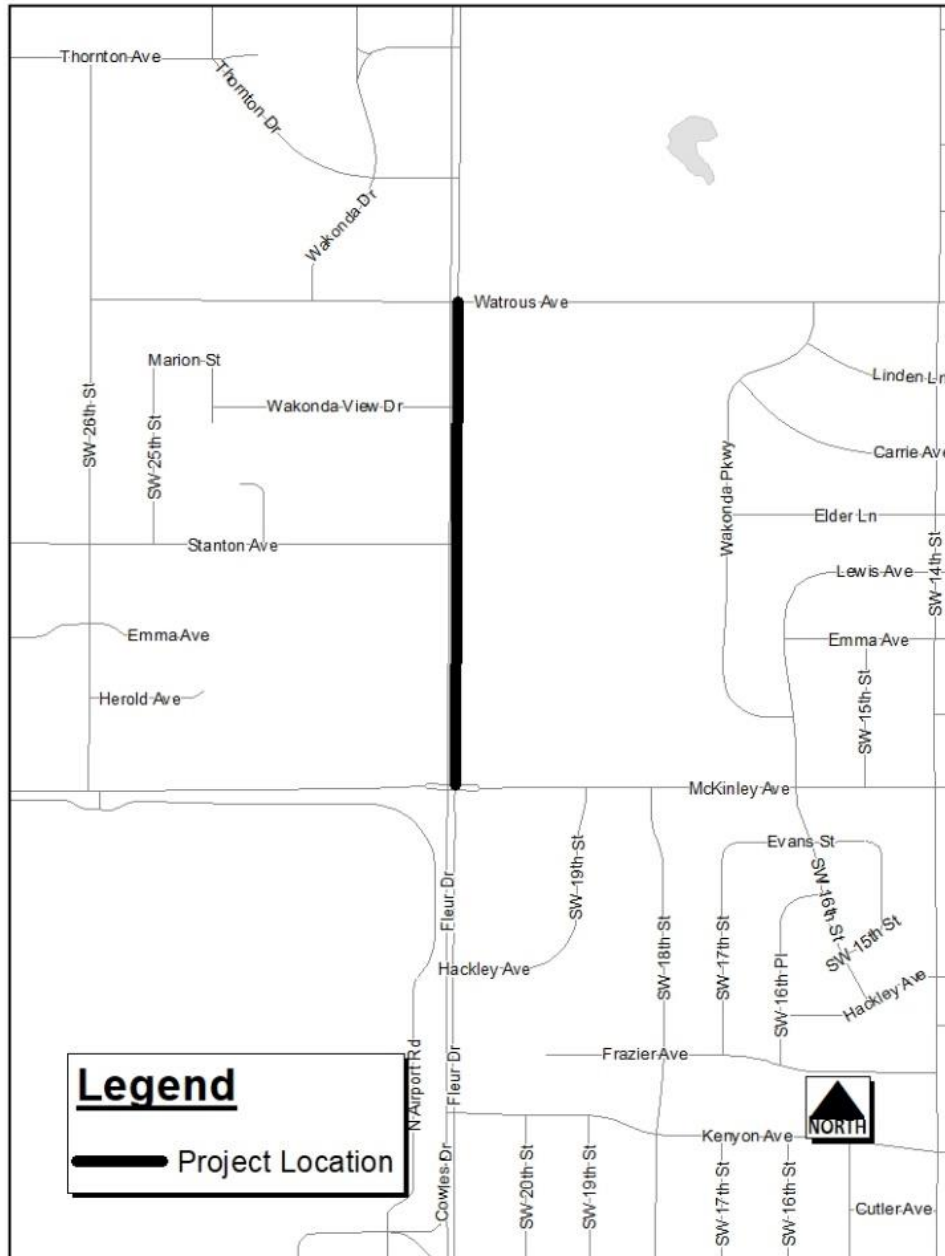 Thornton Ave
Thornton Dr
Wakonda Dr
Watrous Ave
Marion St
Linden Ln
Wakonda View Dr
SW 26th St
SW 25th St
Carrie Ave
Wakonda Pkwy
Elder Ln
Stanton Ave
SW 14th St
Lewis Ave
Emma Ave
Emma Ave
Herold Ave
SW 15th St
McKinley Ave
Evans St
SW 19th St
Fleur Dr
SW 16th St
SW 15th St
Hackley Ave
SW 18th St
SW 17th St
SW 16th Pl
Hackley Ave
Frazier Ave
N Airport Rd
Fleur Dr
Legend
Project Location
NORTH
Kenyon Ave
Cowles Dr
SW 20th St
SW 19th St
SW 17th St
SW 16th St
Cutler Ave